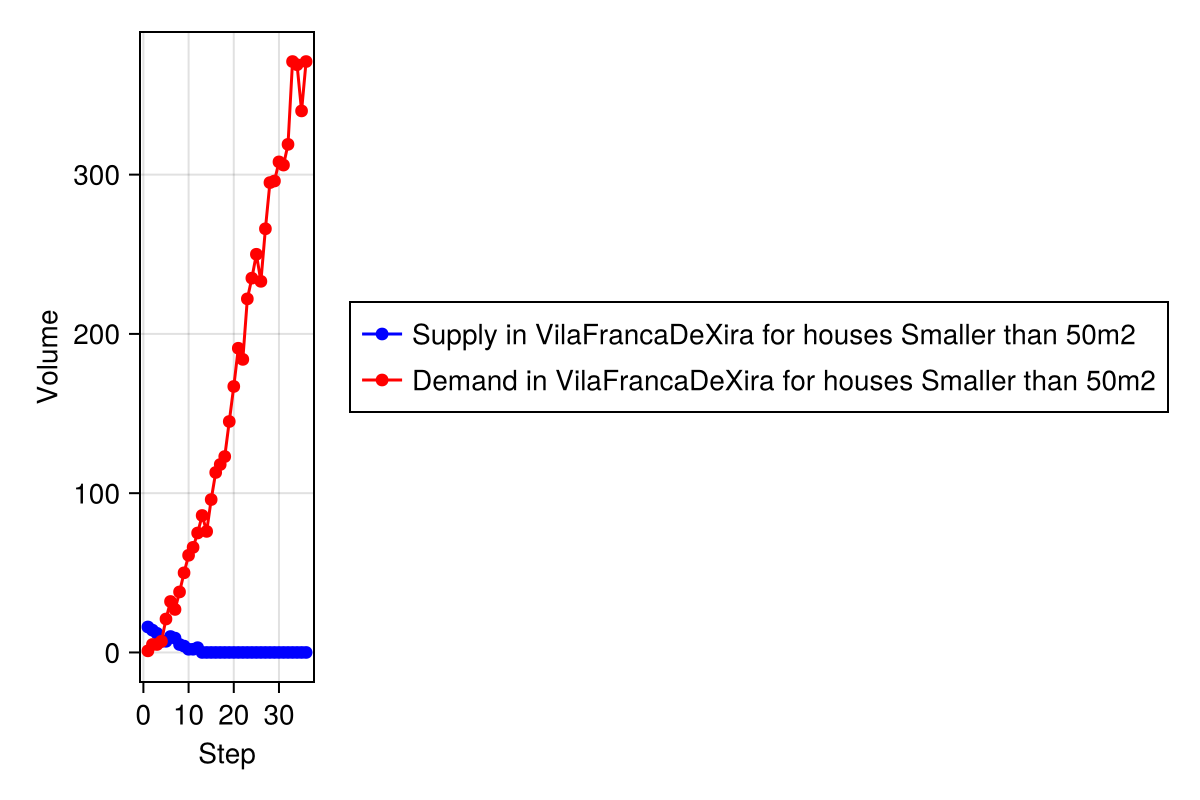 Volume
300
200
100
0
0 10 20 30
Step
Supply in VilaFrancaDeXira for houses Smaller than 50m2
Demand in VilaFrancaDeXira for houses Smaller than 50m2